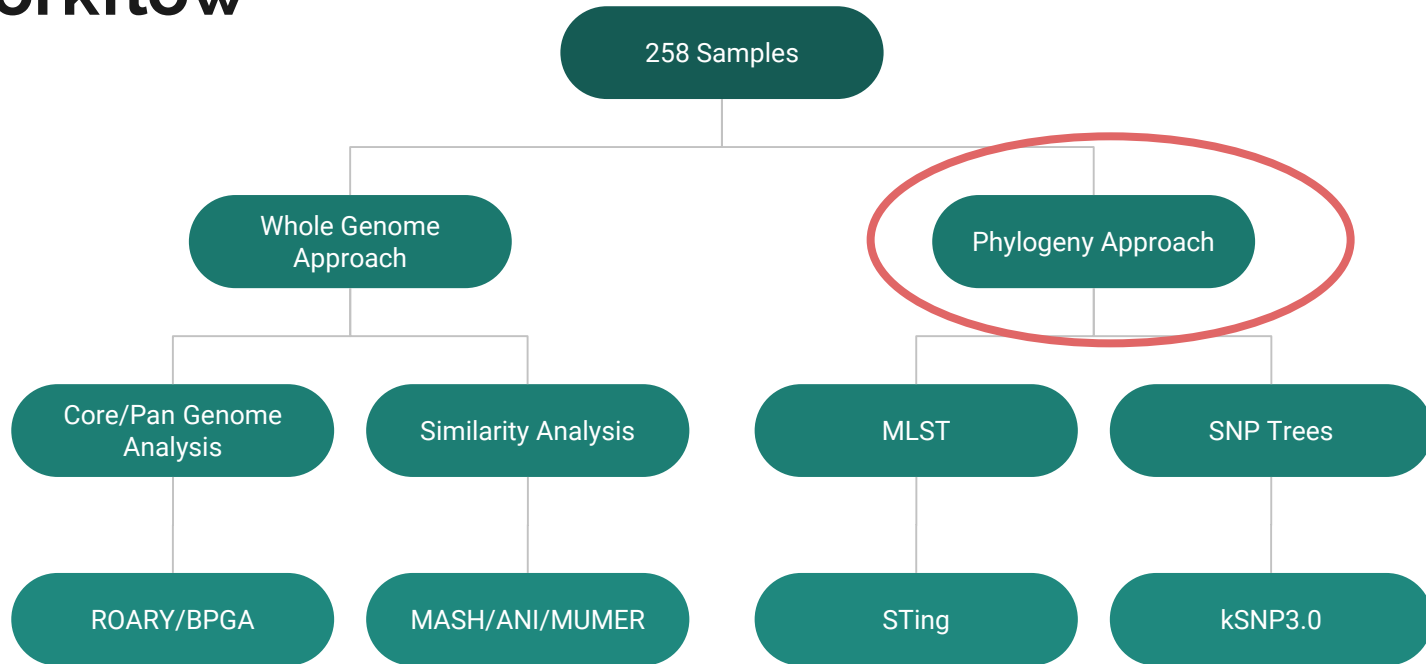 orkflow
258 Samples
Whole Genome
Approach
Phylogeny Approach
Core/Pan Genome
Analysis
Similarity Analysis
MLST
SNP Trees
ROARY/BPGA
MASH/ANI/MUMER
STing
kSNP3.0